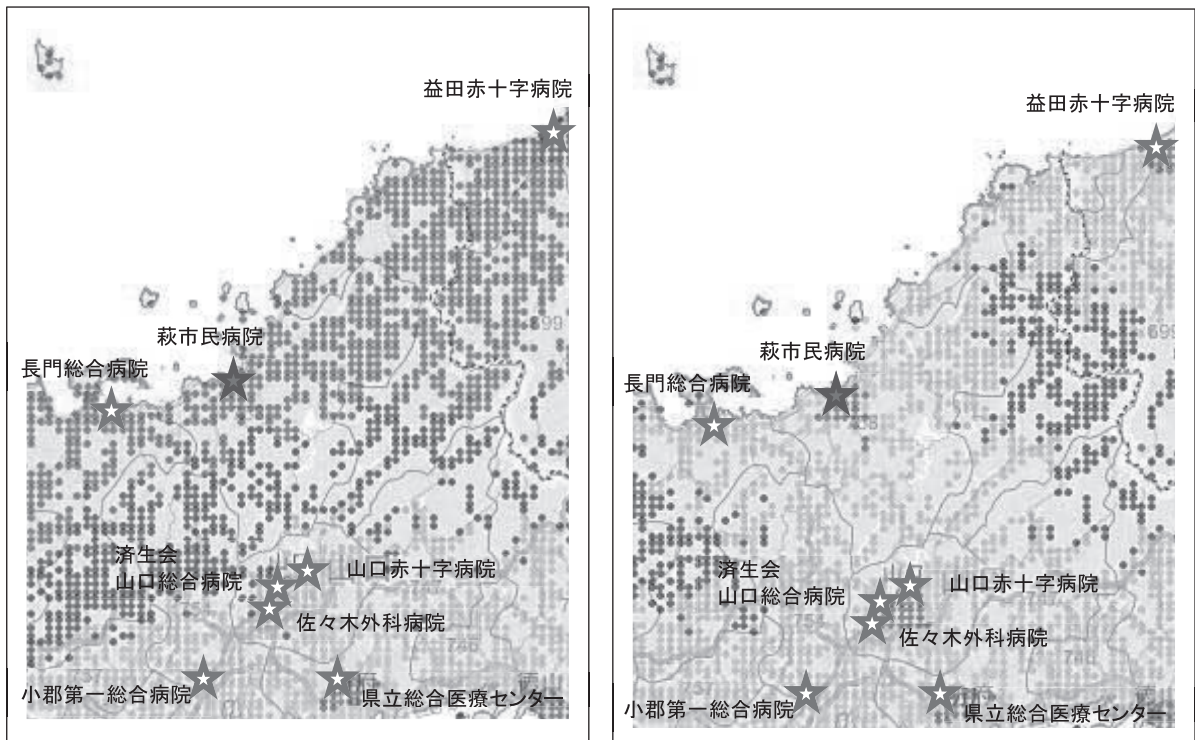 益田赤十字病院
萩市民病院
長門総合病院
済生会
山口総合病院
山口赤十字病院
佐々木外科病院
小郡第一総合病院
県立総合医療センター
益田赤十字病院
萩市民病院
長門総合病院
済生会
山口総合病院
山口赤十字病院
佐々木外科病院
小郡第一総合病院
県立総合医療センター